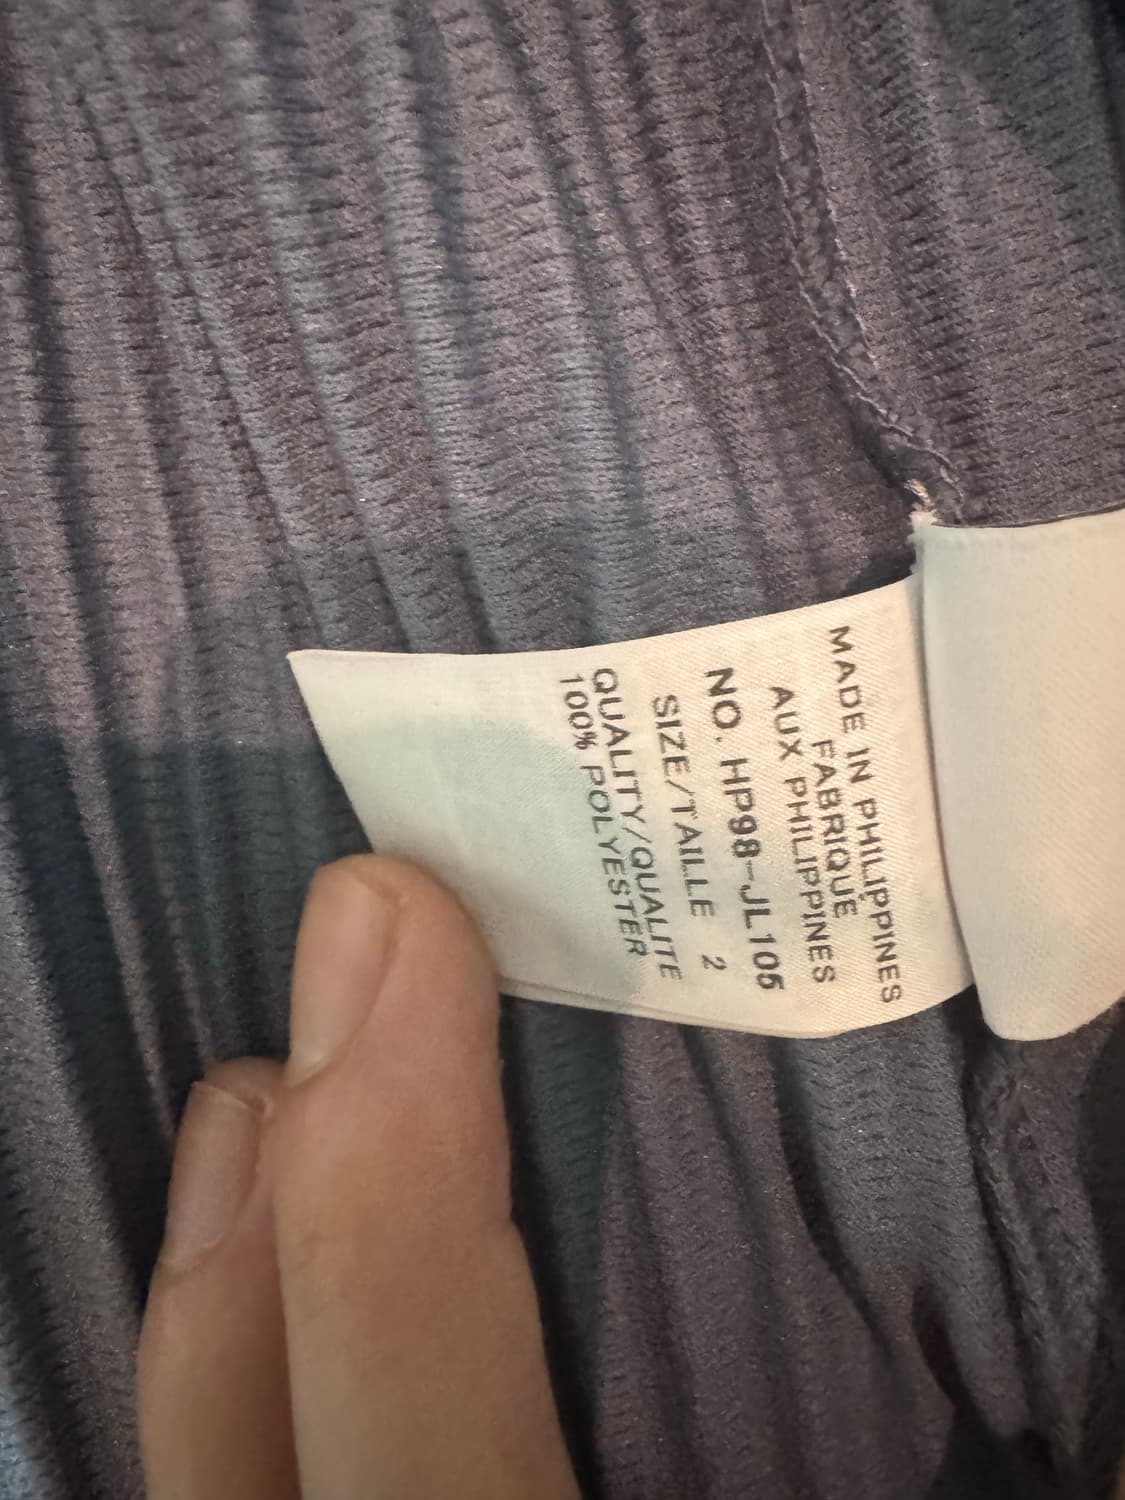 MADE IN PHILIPPINES
FABRIQUE
AUX PHILIPPINES
NO. HP98-JL105
SIZE/TAILLE 2
QUALITY/QUALITE
100% POLYESTER